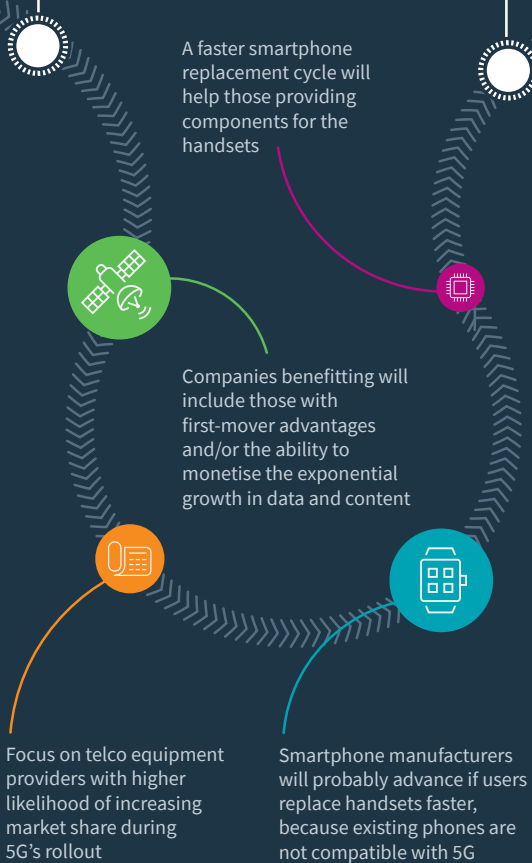 A faster smartphone
replacement cycle will
help those providing
components for the
handsets
Companies benefitting will
include those with
first-mover advantages
and/or the ability to
monetise the exponential
growth in data and content
Focus on telco equipment
providers with higher
likelihood of increasing
market share during
5G's rollout
Smartphone manufacturers
will probably advance if users
replace handsets faster,
because existing phones are
not compatible with 5G